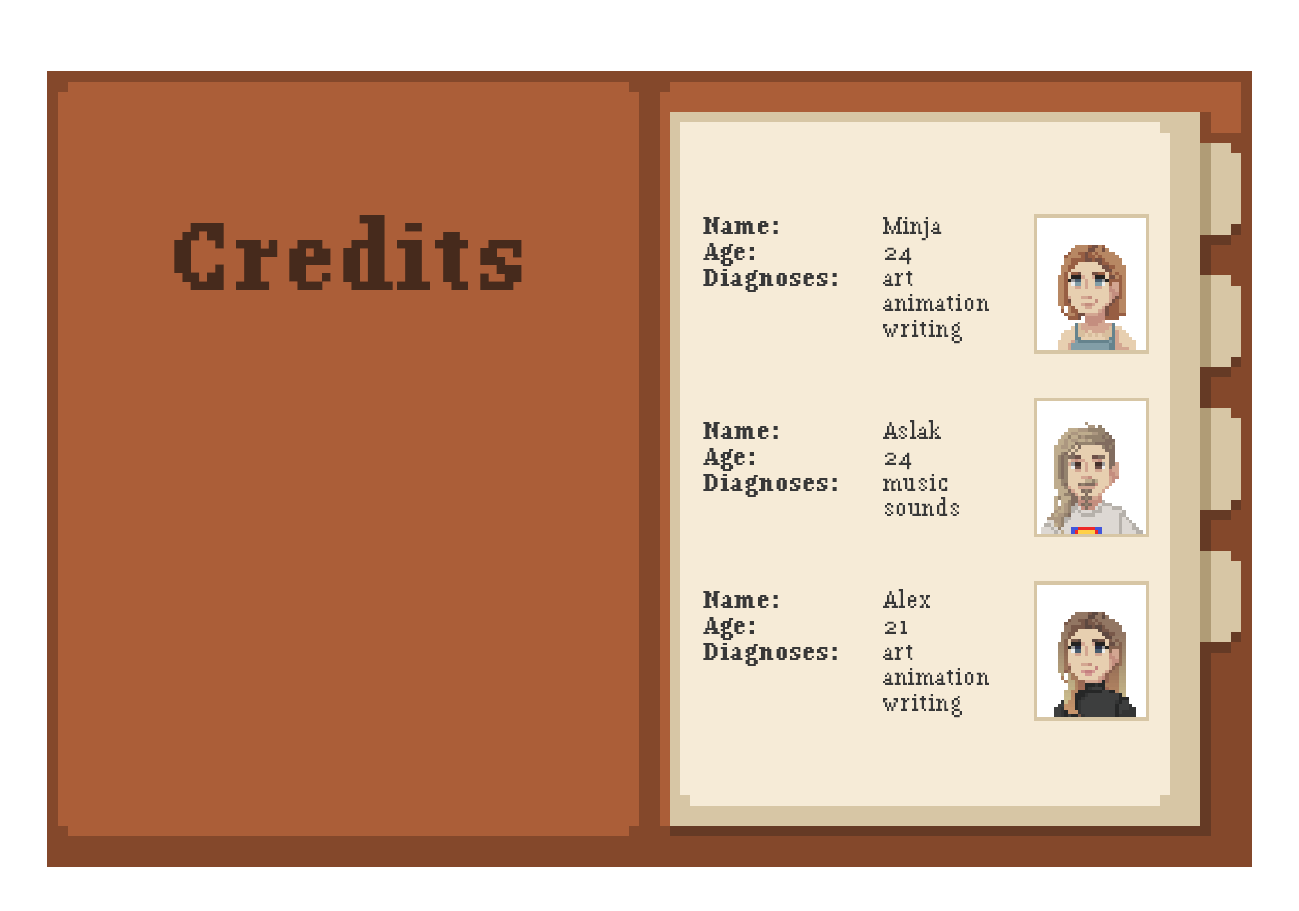 Credits
Name: Minja
Age: 24
Diagnoses: art
animation
writing
Name: Aslak
Age: 24
Diagnoses: music
sounds
Name: Alex
Age: 21
Diagnoses: art
animation
writing